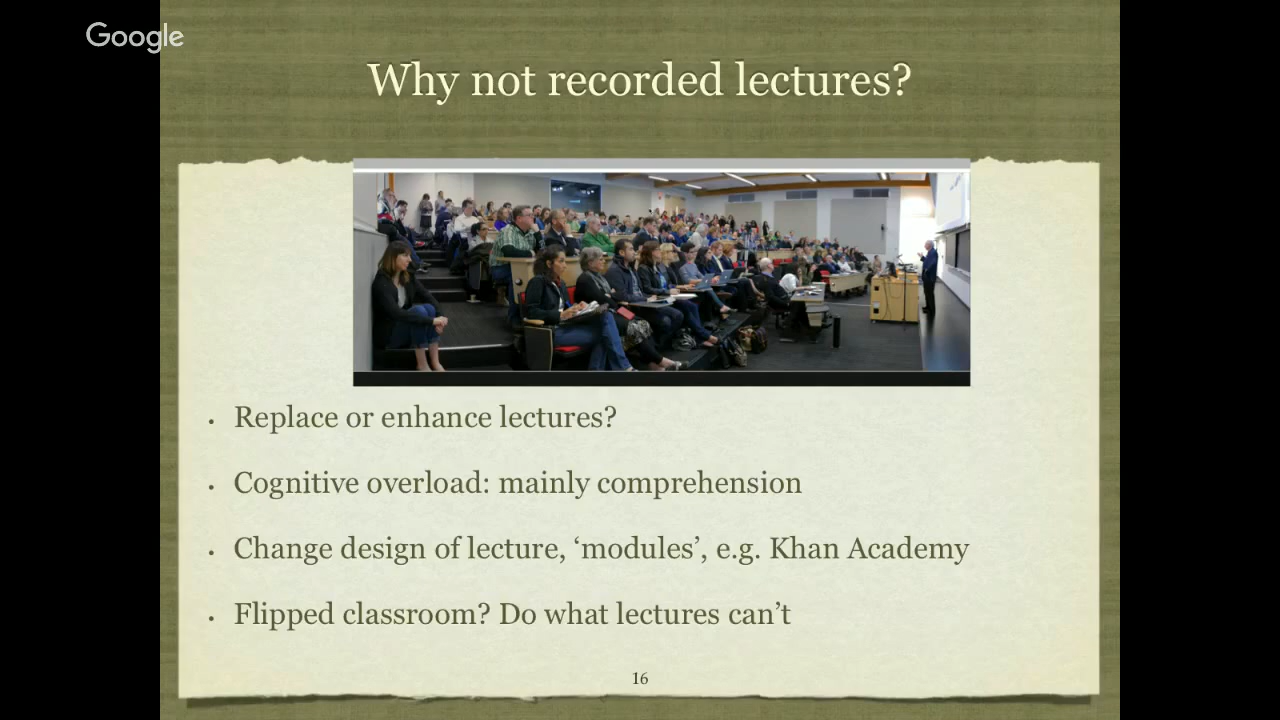 Google
Why not recorded lectures?
• Replace or enhance lectures?
• Cognitive overload: mainly comprehension
• Change design of lecture, ‘modules’, e.g. Khan Academy
• Flipped classroom? Do what lectures can’t
16